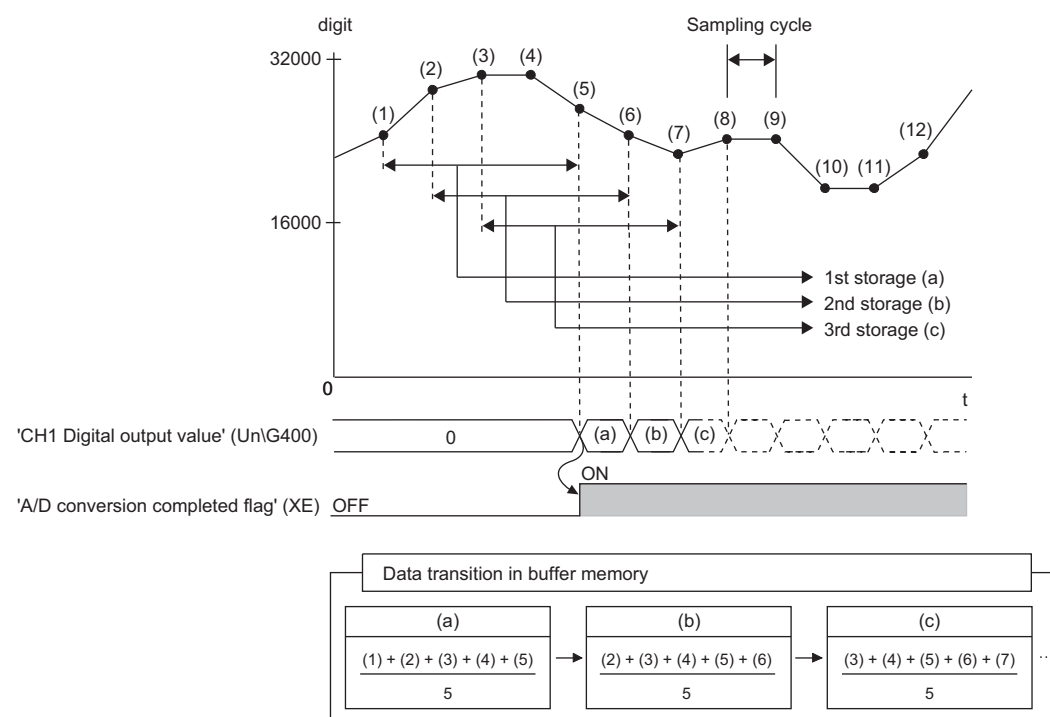 digit
Sampling cycle
32000
(1)
(2)
(3)
(4)
(5)
(6)
(7)
(8)
(9)
(10)
(11)
(12)
16000
1st storage (a)
2nd storage (b)
3rd storage (c)
0
t
'CH1 Digital output value' (Un\G400)
0
(a)
(b)
(c)
'A/D conversion completed flag' (XE)
OFF
ON
Data transition in buffer memory
(a)
(1) + (2) + (3) + (4) + (5)
5
(b)
(2) + (3) + (4) + (5) + (6)
5
(c)
(3) + (4) + (5) + (6) + (7)
5
...